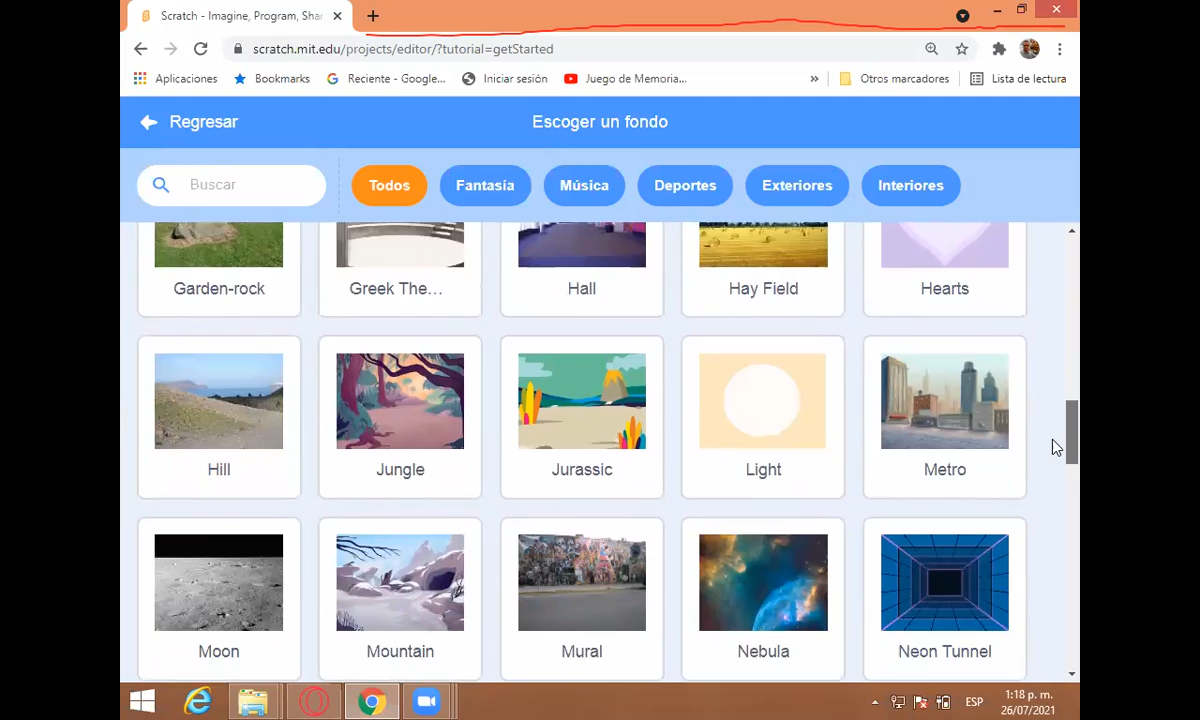 Scratch - Imagine, Program, Shar
scratch.mit.edu/projects/editor/?tutorial=getStarted
Aplicaciones Bookmarks Reciente - Google... Iniciar sesión Juego de Memoria... » Otros marcadores Lista de lectura
Regresar Escoger un fondo
Buscar Todos Fantasía Música Deportes Exteriores Interiores
Garden-rock Greek The... Hall Hay Field Hearts
Hill Jungle Jurassic Light Metro
Moon Mountain Mural Nebula Neon Tunnel
ESP 1:18 p. m.
26/07/2021